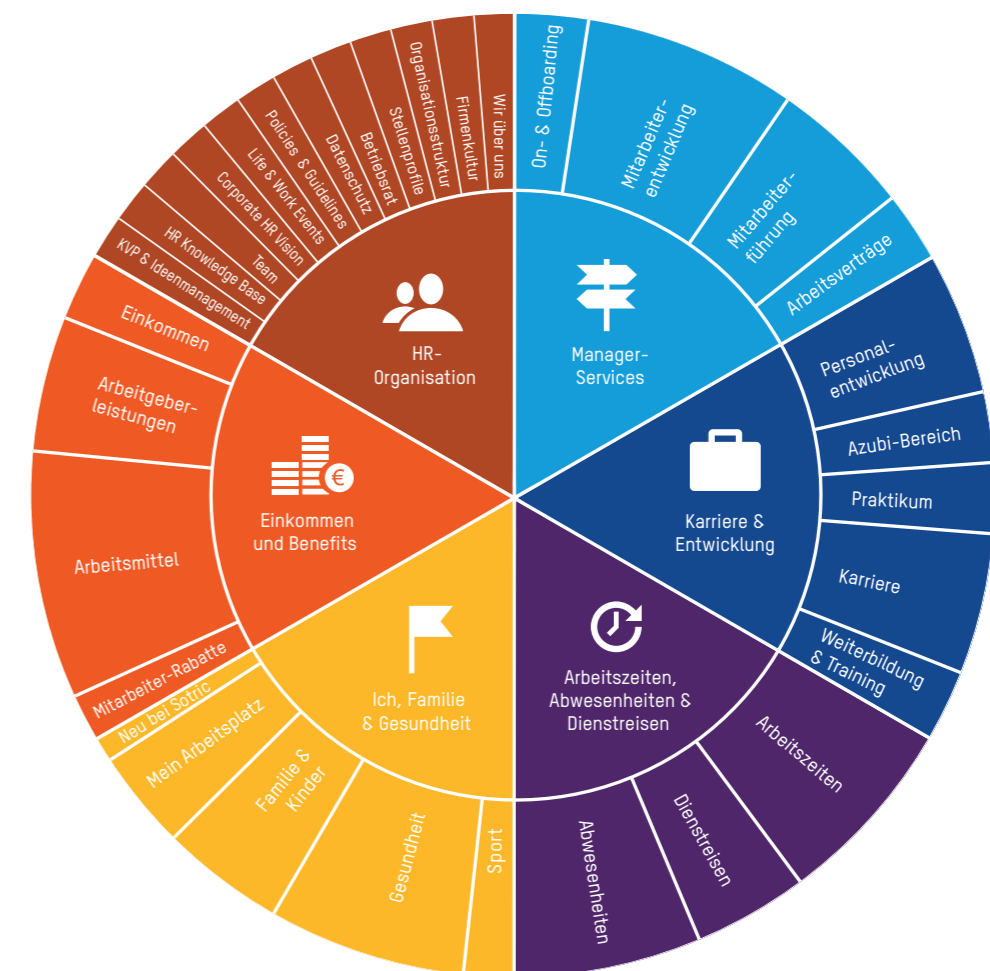 Wir über uns
Firmenkultur
Organisationsstruktur
Stellenprofile
Betriebsrat
Datenschutz
Policies & Guidelines
Life & Work Events
Corporate HR Vision
Team
HR Knowledge Base
KVP & Ideenmanagement
HR-
Organisation
On- & Offboarding
Mitarbeiter-
entwicklung
Mitarbeiter-
führung
Arbeitsverträge
Manager-
Services
Personal-
entwicklung
Azubi-Bereich
Praktikum
Karriere
Weiterbildung
& Training
Karriere &
Entwicklung
Arbeitszeiten
Dienstreisen
Abwesenheiten
Arbeitszeiten,
Abwesenheiten &
Dienstreisen
Sport
Gesundheit
Familie &
Kinder
Mein Arbeitsplatz
Neu bei Sotric
Ich, Familie
& Gesundheit
Mitarbeiter-Rabatte
Arbeitsmittel
Arbeitgeber-
leistungen
Einkommen
€
Einkommen
und Benefits